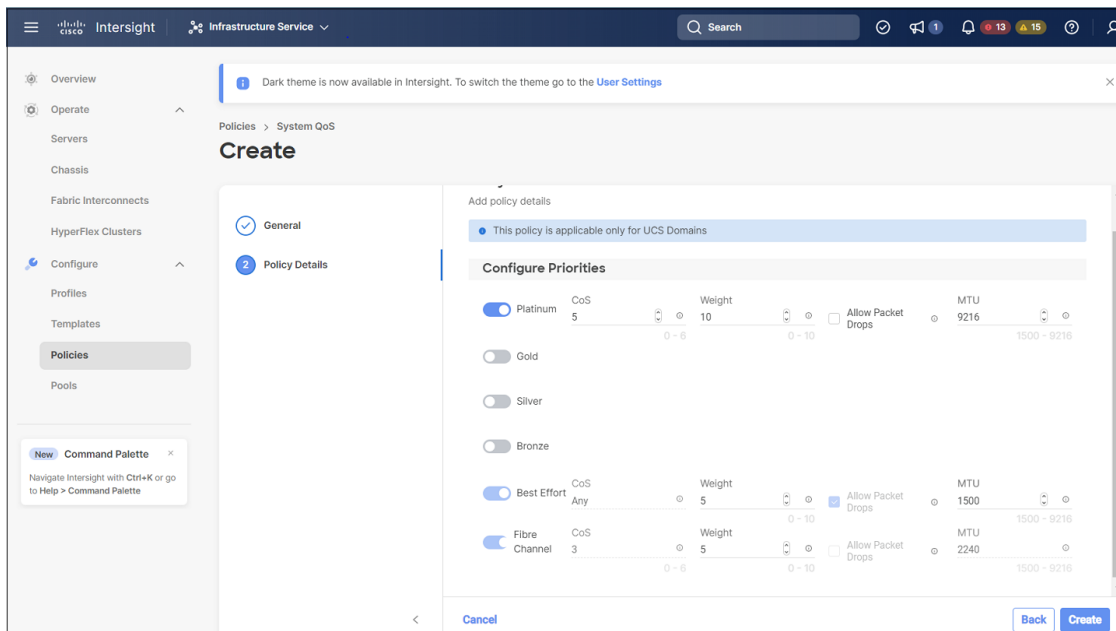 cisco Intersight
Infrastructure Service
Search
1
13
15
Overview
Operate
Servers
Chassis
Fabric Interconnects
HyperFlex Clusters
Configure
Profiles
Templates
Policies
Pools
New Command Palette
Navigate Intersight with Ctrl+K or go
to Help > Command Palette
Dark theme is now available in Intersight. To switch the theme go to the User Settings
Policies > System QoS
Create
General
2 Policy Details
Add policy details
This policy is applicable only for UCS Domains
Configure Priorities
Platinum
CoS
5
0 - 6
Weight
10
0 - 10
Allow Packet
Drops
MTU
9216
1500 - 9216
Gold
Silver
Bronze
Best Effort
CoS
Any
Weight
5
0 - 10
Allow Packet
Drops
MTU
1500
1500 - 9216
Fibre
Channel
CoS
3
0 - 6
Weight
5
0 - 10
Allow Packet
Drops
MTU
2240
1500 - 9216
Cancel
Back
Create